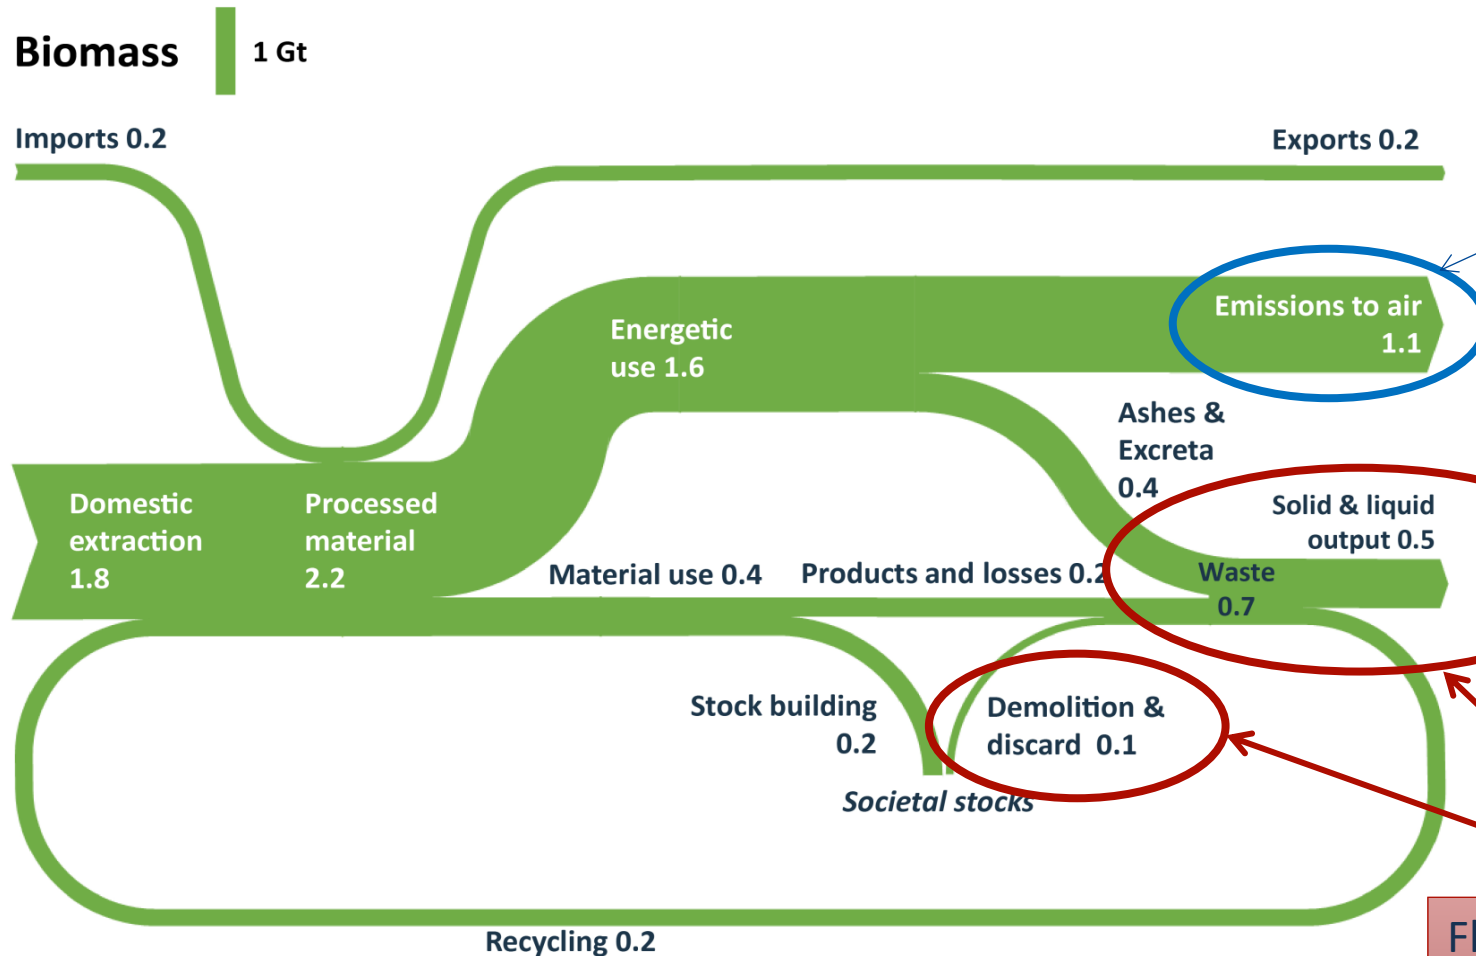 Biomass
1 Gt
Imports 0.2
Exports 0.2
Energetic
use 1.6
Emissions to air
1.1
Ashes &
Excreta
0.4
Domestic
extraction
1.8
Processed
material
2.2
Solid & liquid
output 0.5
Material use 0.4
Products and losses 0.2
Waste
0.7
Stock building
0.2
Demolition &
discard 0.1
Societal stocks
Recycling 0.2